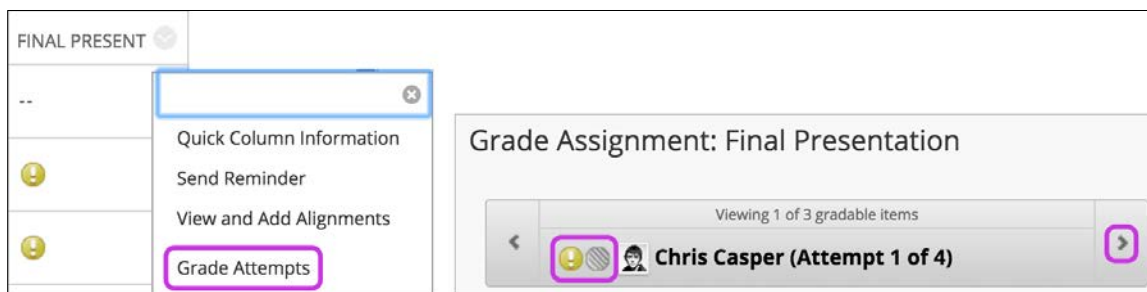 FINAL PRESENT
--
Quick Column Information
Send Reminder
View and Add Alignments
Grade Attempts
Grade Assignment: Final Presentation
Viewing 1 of 3 gradable items
Chris Casper (Attempt 1 of 4)